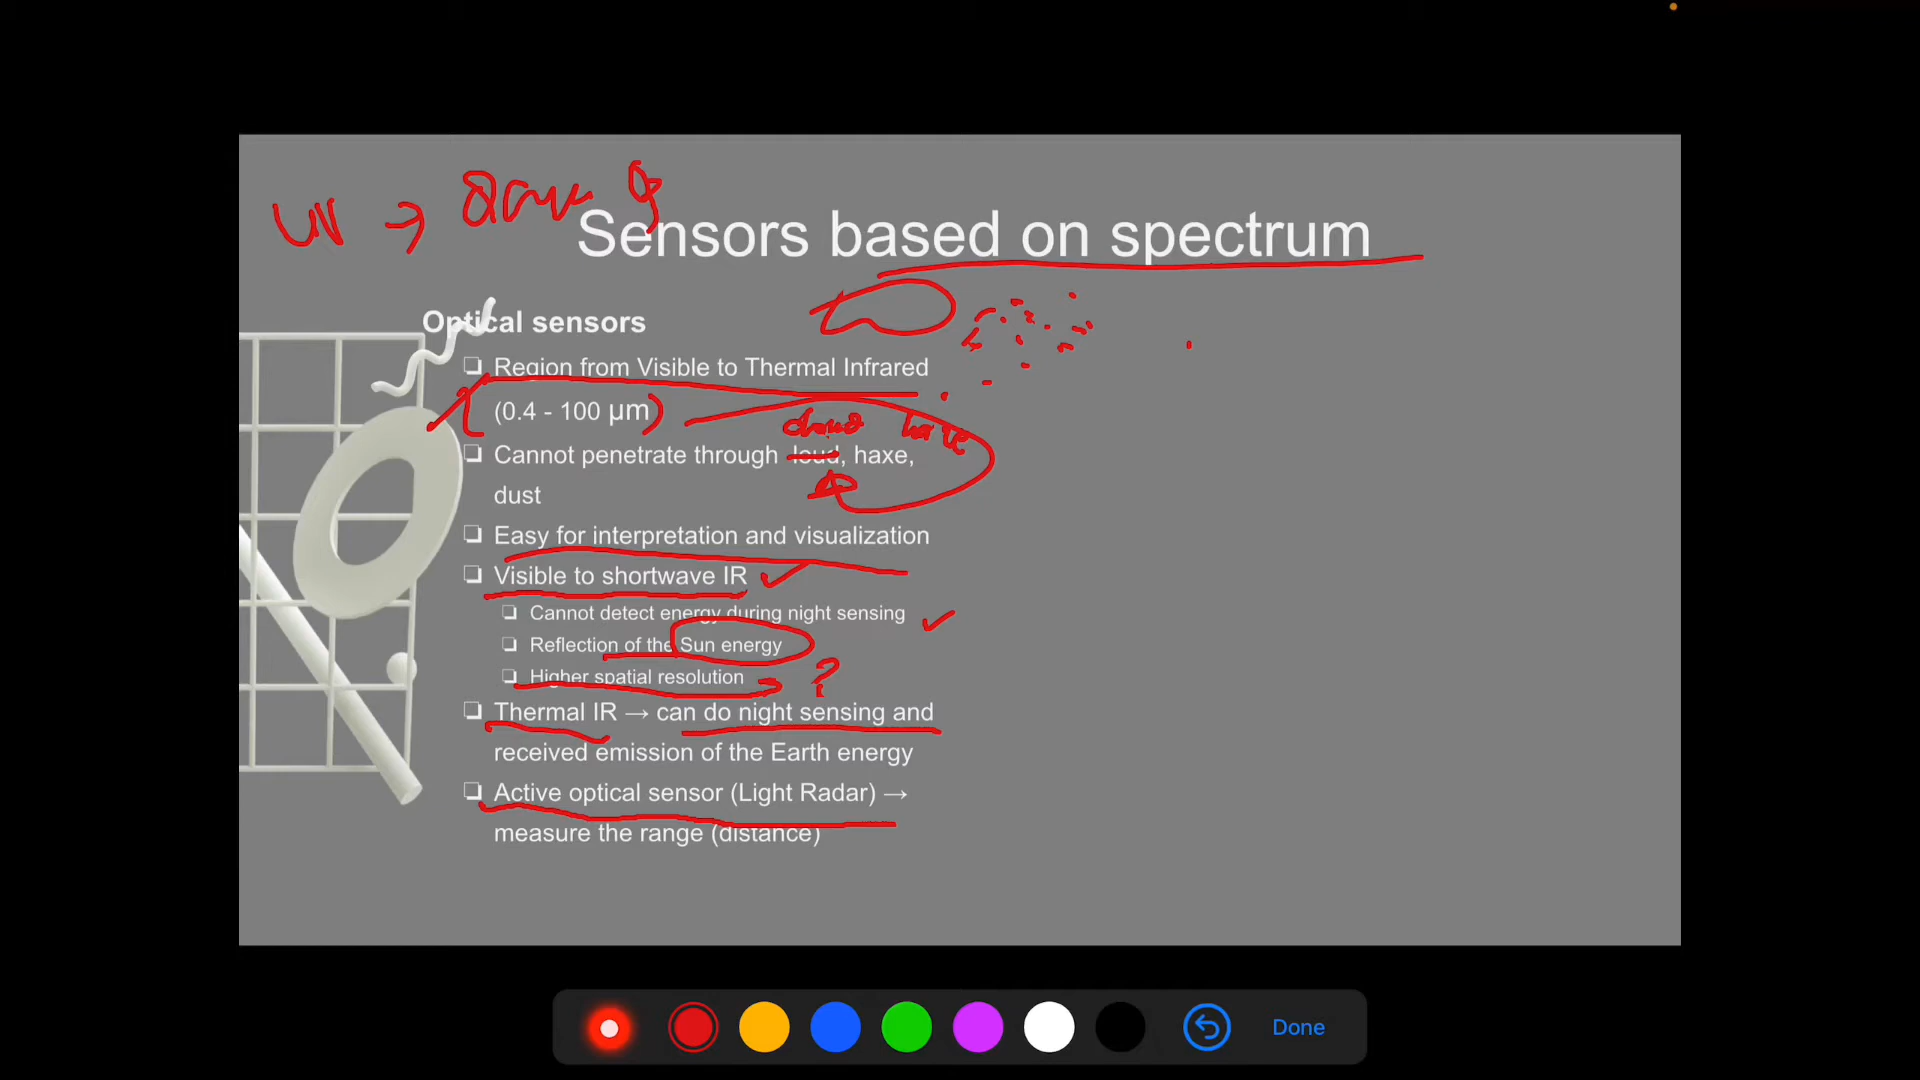 UV →
Sensors based on spectrum
Optical sensors
❏ Region from Visible to Thermal Infrared
(0.4 - 100 μm)
cloud haze
❏ Cannot penetrate through loud, haxe,
dust
❏ Easy for interpretation and visualization
❏ Visible to shortwave IR
❏ Cannot detect energy during night sensing
❏ Reflection of the Sun energy
❏ Higher spatial resolution ?
❏ Thermal IR → can do night sensing and
received emission of the Earth energy
❏ Active optical sensor (Light Radar) →
measure the range (distance)
Done